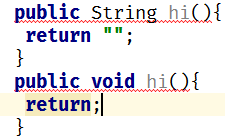 public String hi(){
return "";
}
public void hi(){
return;
}